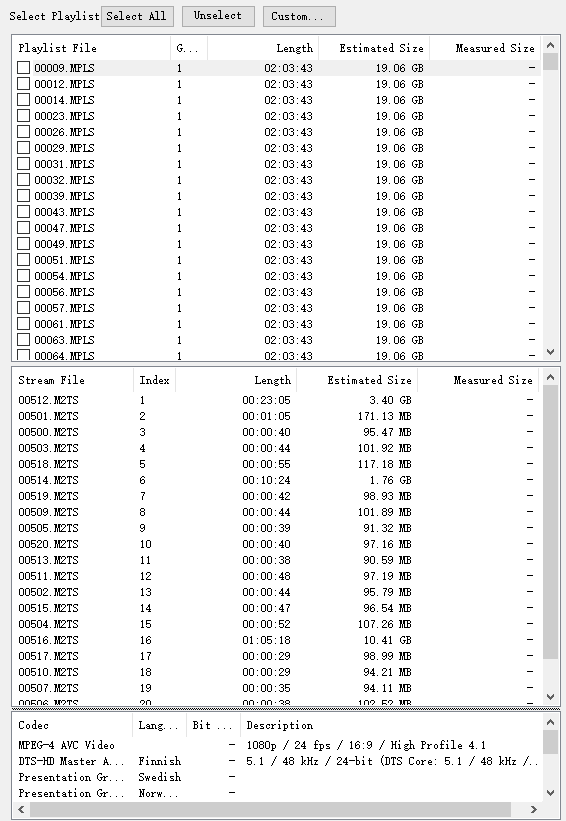 Select Playlist Select All Unselect Custom...
Playlist File G... Length Estimated Size Measured Size
00009.MPLS 1 02:03:43 19.06 GB -
00012.MPLS 1 02:03:43 19.06 GB -
00014.MPLS 1 02:03:43 19.06 GB -
00023.MPLS 1 02:03:43 19.06 GB -
00026.MPLS 1 02:03:43 19.06 GB -
00029.MPLS 1 02:03:43 19.06 GB -
00031.MPLS 1 02:03:43 19.06 GB -
00032.MPLS 1 02:03:43 19.06 GB -
00039.MPLS 1 02:03:43 19.06 GB -
00043.MPLS 1 02:03:43 19.06 GB -
00047.MPLS 1 02:03:43 19.06 GB -
00049.MPLS 1 02:03:43 19.06 GB -
00051.MPLS 1 02:03:43 19.06 GB -
00054.MPLS 1 02:03:43 19.06 GB -
00056.MPLS 1 02:03:43 19.06 GB -
00057.MPLS 1 02:03:43 19.06 GB -
00061.MPLS 1 02:03:43 19.06 GB -
00063.MPLS 1 02:03:43 19.06 GB -
00064.MPLS 1 02:03:43 19.06 GB -
Stream File Index Length Estimated Size Measured Size
00512.M2TS 1 00:23:05 3.40 GB -
00501.M2TS 2 00:01:05 171.13 MB -
00500.M2TS 3 00:00:40 95.47 MB -
00503.M2TS 4 00:00:44 101.92 MB -
00518.M2TS 5 00:00:55 117.18 MB -
00514.M2TS 6 00:10:24 1.76 GB -
00519.M2TS 7 00:00:42 98.93 MB -
00509.M2TS 8 00:00:44 101.89 MB -
00505.M2TS 9 00:00:39 91.32 MB -
00520.M2TS 10 00:00:40 97.16 MB -
00513.M2TS 11 00:00:38 90.59 MB -
00511.M2TS 12 00:00:48 97.19 MB -
00502.M2TS 13 00:00:44 95.79 MB -
00515.M2TS 14 00:00:47 96.54 MB -
00504.M2TS 15 00:00:52 107.26 MB -
00516.M2TS 16 01:05:18 10.41 GB -
00517.M2TS 17 00:00:29 98.99 MB -
00510.M2TS 18 00:00:29 94.21 MB -
00507.M2TS 19 00:00:35 94.11 MB -
00506.M2TS 20 00:00:38 102.52 MB -
Codec Lang... Bit ... Description
MPEG-4 AVC Video - 1080p / 24 fps / 16:9 / High Profile 4.1
DTS-HD Master A... Finnish - 5.1 / 48 kHz / 24-bit (DTS Core: 5.1 / 48 kHz /..
Presentation Gr... Swedish -
Presentation Gr... Norw... -